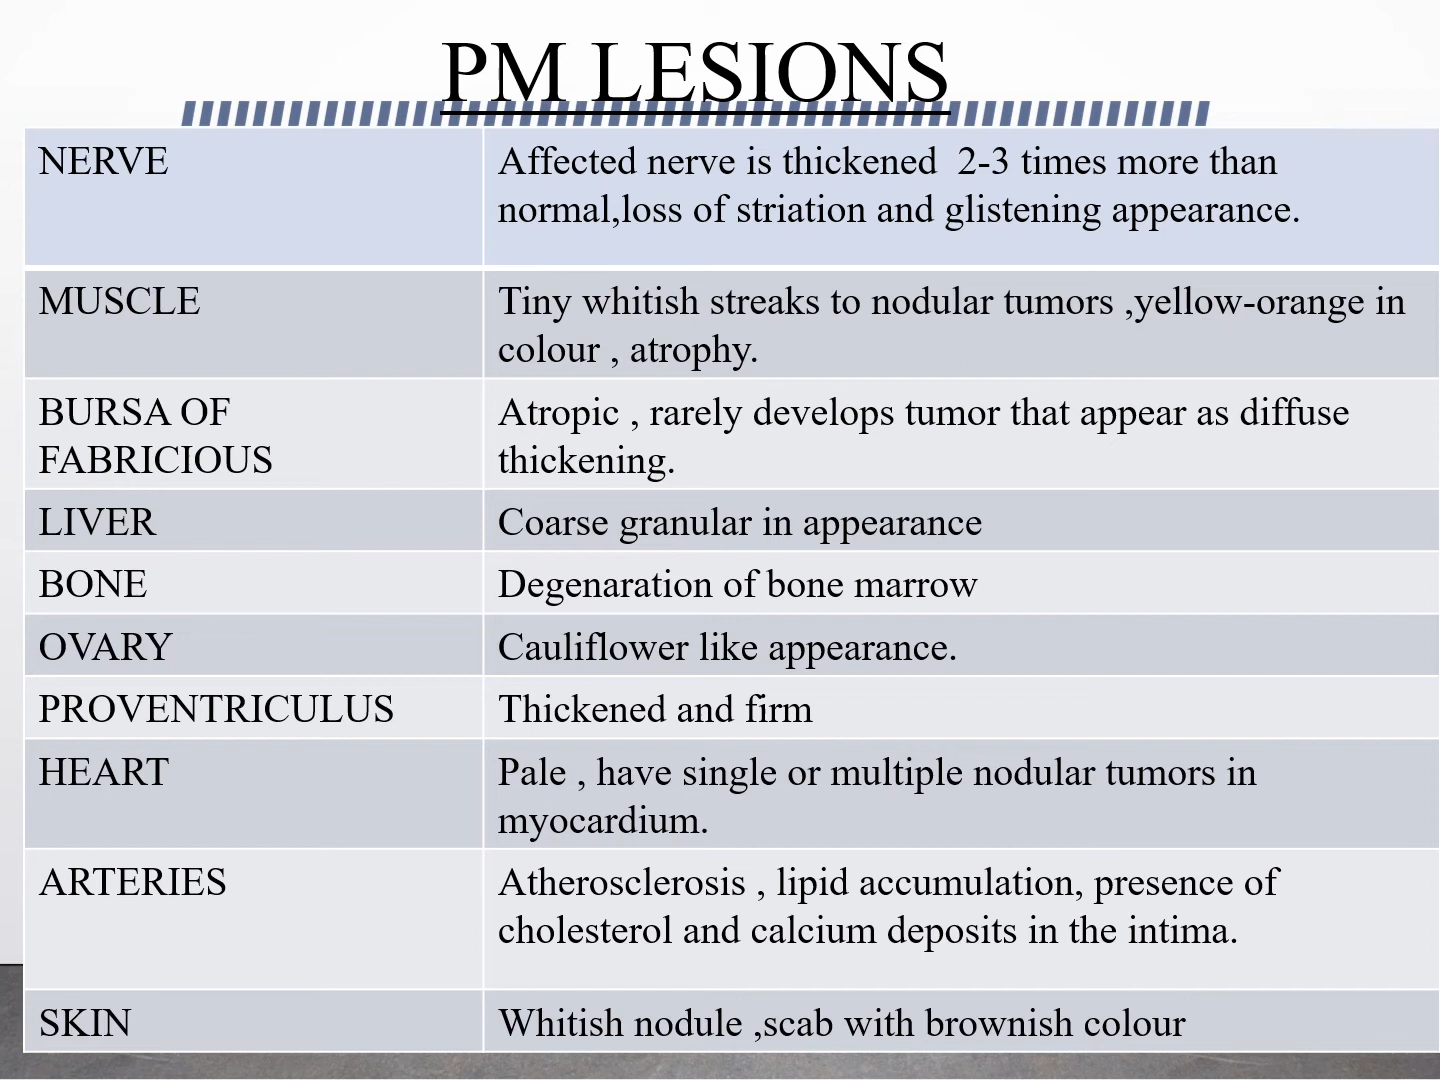 PM LESIONS
NERVE
Affected nerve is thickened  2-3 times more than
normal,loss of striation and glistening appearance.
MUSCLE
Tiny whitish streaks to nodular tumors ,yellow-orange in
colour , atrophy.
BURSA OF
FABRICIOUS
Atropic , rarely develops tumor that appear as diffuse
thickening.
LIVER
Coarse granular in appearance
BONE
Degenaration of bone marrow
OVARY
Cauliflower like appearance.
PROVENTRICULUS
Thickened and firm
HEART
Pale , have single or multiple nodular tumors in
myocardium.
ARTERIES
Atherosclerosis , lipid accumulation, presence of
cholesterol and calcium deposits in the intima.
SKIN
Whitish nodule ,scab with brownish colour